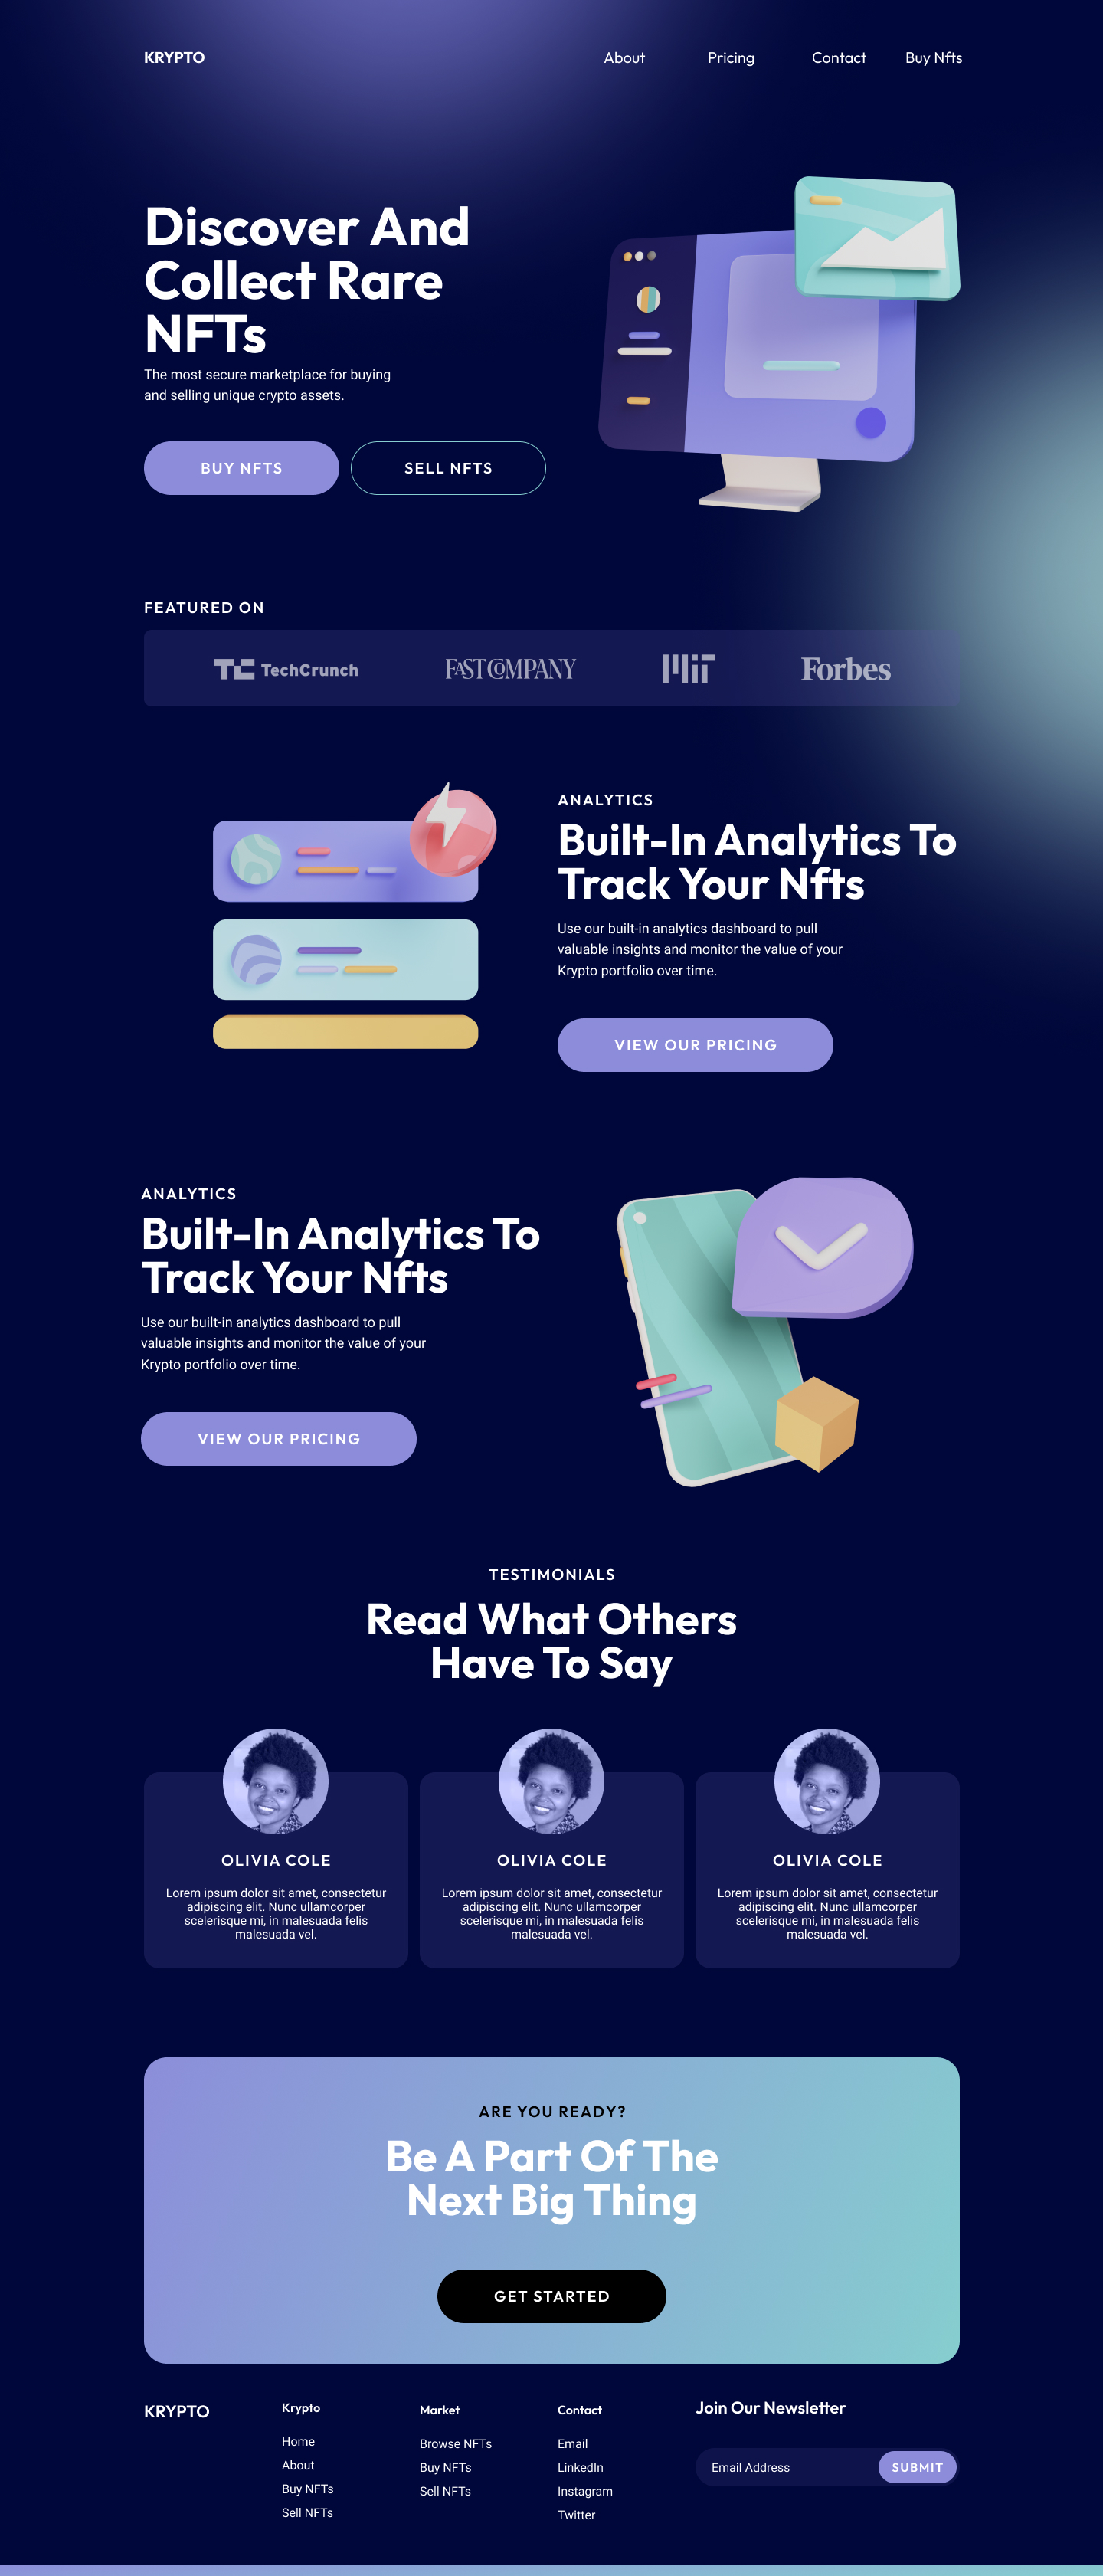 KRYPTO
About
Pricing
Contact
Buy Nfts
Discover And
Collect Rare
NFTs
The most secure marketplace for buying
and selling unique crypto assets.
BUY NFTS
SELL NFTS
FEATURED ON
TC TechCrunch
FAST COMPANY
MIT
Forbes
ANALYTICS
Built-In Analytics To
Track Your Nfts
Use our built-in analytics dashboard to pull
valuable insights and monitor the value of your
Krypto portfolio over time.
VIEW OUR PRICING
ANALYTICS
Built-In Analytics To
Track Your Nfts
Use our built-in analytics dashboard to pull
valuable insights and monitor the value of your
Krypto portfolio over time.
VIEW OUR PRICING
TESTIMONIALS
Read What Others
Have To Say
OLIVIA COLE
Lorem ipsum dolor sit amet, consectetur
adipiscing elit. Nunc ullamcorper
scelerisque mi, in malesuada felis
malesuada vel.
OLIVIA COLE
Lorem ipsum dolor sit amet, consectetur
adipiscing elit. Nunc ullamcorper
scelerisque mi, in malesuada felis
malesuada vel.
OLIVIA COLE
Lorem ipsum dolor sit amet, consectetur
adipiscing elit. Nunc ullamcorper
scelerisque mi, in malesuada felis
malesuada vel.
ARE YOU READY?
Be A Part Of The
Next Big Thing
GET STARTED
KRYPTO
Krypto
Home
About
Buy NFTs
Sell NFTs
Market
Browse NFTs
Buy NFTs
Sell NFTs
Contact
Email
LinkedIn
Instagram
Twitter
Join Our Newsletter
Email Address
SUBMIT